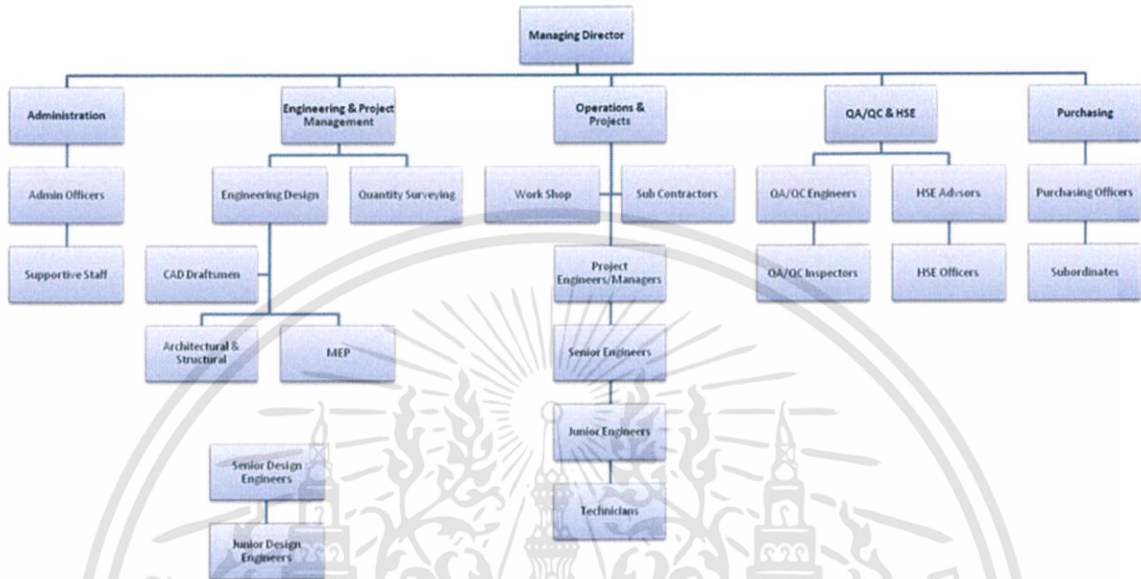 Managing Director
Administration
Engineering & Project
Management
Operations &
Projects
QA/QC & HSE
Purchasing
Admin Officers
Engineering Design
Quantity Surveying
Work Shop
Sub Contractors
QA/QC Engineers
HSE Advsors
Purchasing Officers
Supportive Staff
CAD Draftsmen
Project
Engineers/Managers
QA/QC Inspectors
HSE Officers
Subordinates
Architectural &
Structural
MEP
Senior Engineers
Junior Engineers
Senior Design
Engineers
Technicians
Junior Design
Engineers